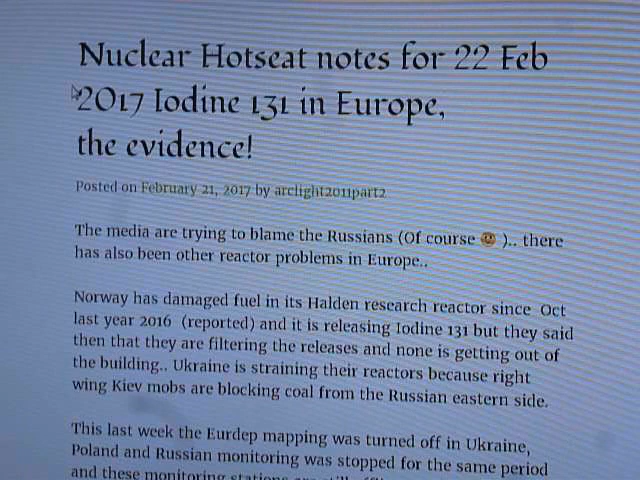 Nuclear Hotseat notes for 22 Feb
2017 Iodine 131 in Europe,
the evidence!
Posted on February 21, 2017 by arclight2011part2
The media are trying to blame the Russians (Of course 🙂 ).. there
has also been other reactor problems in Europe..
Norway has damaged fuel in its Halden research reactor since Oct
last year 2016 (reported) and it is releasing Iodine 131 but they said
then that they are filtering the releases and none is getting out of
the building.. Ukraine is straining their reactors because right
wing Kiev mobs are blocking coal from the Russian eastern side.
This last week the Eurdep mapping was turned off in Ukraine,
Poland and Russian monitoring was stopped for the same period
and these monitoring stations are still